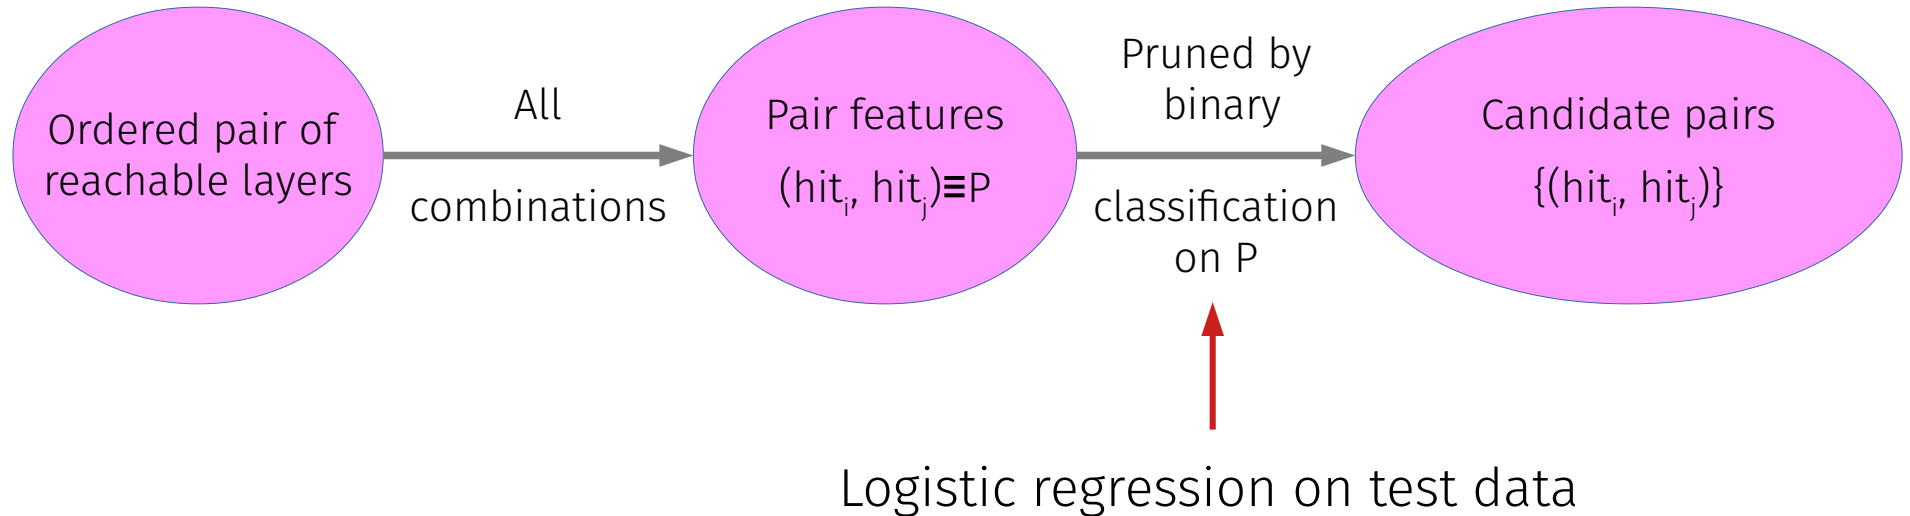 Ordered pair of
reachable layers
All
combinations
Pair features
(hitᵢ, hitⱼ)≡P
Pruned by
binary
classification
on P
Candidate pairs
{(hitᵢ, hitⱼ)}
Logistic regression on test data